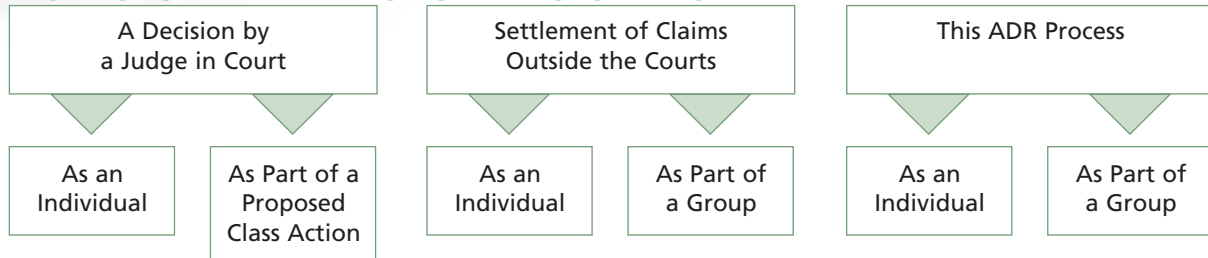 A Decision by
a Judge in Court
Settlement of Claims
Outside the Courts
This ADR Process
As an
Individual
As Part of a
Proposed
Class Action
As an
Individual
As Part of
a Group
As an
Individual
As Part of
a Group